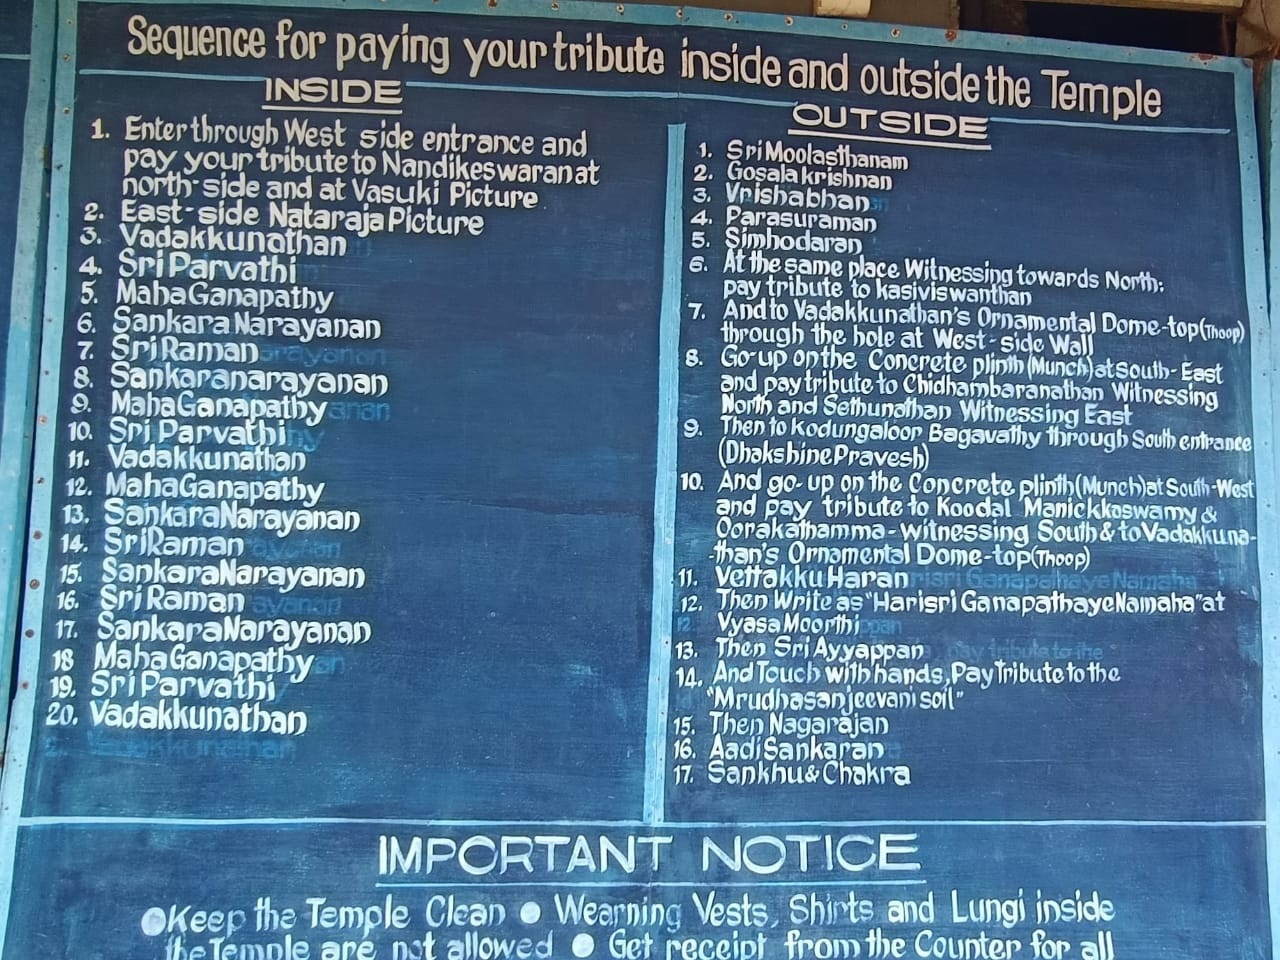 Sequence for paying your tribute inside and outside the Temple
INSIDE
1. Enter through West side entrance and
pay your tribute to Nandikeswaran at
north-side and at Vasuki Picture
2. East-side Nataraja Picture
3. Vadakkunathan
4. Sri Parvathi
5. Maha Ganapathy
6. Sankara Narayanan
7. Sri Raman
8. Sankaranarayanan
9. Maha Ganapathy
10. Sri Parvathi
11. Vadakkunathan
12. Maha Ganapathy
13. Sankara Narayanan
14. Sri Raman
15. Sankara Narayanan
16. Sri Raman
17. Sankara Narayanan
18 Maha Ganapathy
19. Sri Parvathi
20. Vadakkunathan
OUTSIDE
1. Sri Moolasthanam
2. Gosala krishnan
3. Vrishabhan
4. Parasuraman
5. Simhodaran
6. At the same place Witnessing towards North:
pay tribute to kasiviswanthan
7. And to Vadakkunathan's Ornamental Dome-top (Thoop)
through the hole at West-side Wall
8. Go-up on the Concrete plinth (Munch) at South-East
and pay tribute to Chidhambaranathan Witnessing
North and Sethunathan Witnessing East
9. Then to Kodungaloor Bagavathy through South entrance
(Dhakshine Pravesh)
10. And go-up on the Concrete plinth (Munch) at South-West
and pay tribute to Koodal Manickkaswamy &
Oorakathamma-witnessing South & to Vadakkuna-
-than's Ornamental Dome-top (Thoop)
11. Vettakku Haran
12. Then Write as "Harisri Ganapathaye Namaha" at
Vyasa Moorthi
13. Then Sri Ayyappan
14. And Touch with hands, Pay Tribute to the
"Mrudhasanjeevani soil"
15. Then Nagarajan
16. Aadi Sankaran
17. Sankhu & Chakra
IMPORTANT NOTICE
●Keep the Temple Clean ● Wearning Vests, Shirts and Lungi inside
the Temple are not allowed ● Get receipt from the Counter for all